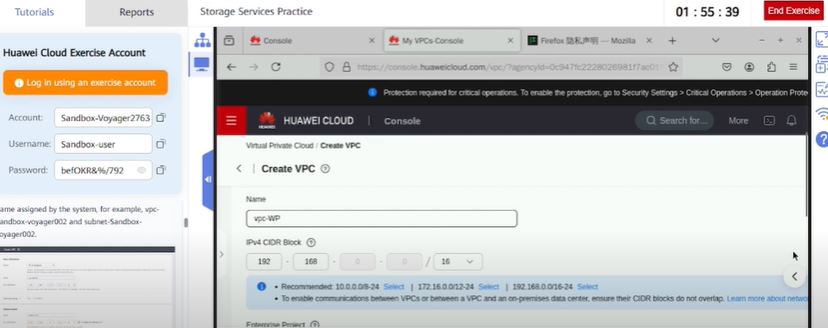 Tutorials
Reports
Storage Services Practice
01 : 55 : 39
End Exercise
Huawei Cloud Exercise Account
Log in using an exercise account
Account: Sandbox-Voyager2763
Username: Sandbox-user
Password: befOKR&%/792
ame assigned by the system, for example, vpc-
andbox-voyager002 and subnet-Sandbox-
oyager002.
Console
My VPCs-Console
Firefox 隐私声明 — Mozilla
https://console.huaweicloud.com/vpc/?agencyId=0c947fc2228026981f7ac01
Protection required for critical operations. To enable the protection, go to Security Settings > Critical Operations > Operation Prote
HUAWEI
HUAWEI CLOUD | Console
Search for...
More
Virtual Private Cloud / Create VPC
Create VPC
Name
vpc-WP
IPv4 CIDR Block
192 · 168 · 0 · 0 / 16
• Recommended: 10.0.0.0/8-24 Select | 172.16.0.0/12-24 Select | 192.168.0.0/16-24 Select
• To enable communications between VPCs or between a VPC and an on-premises data center, ensure their CIDR blocks do not overlap. Learn more about netwo
Enterprise Project